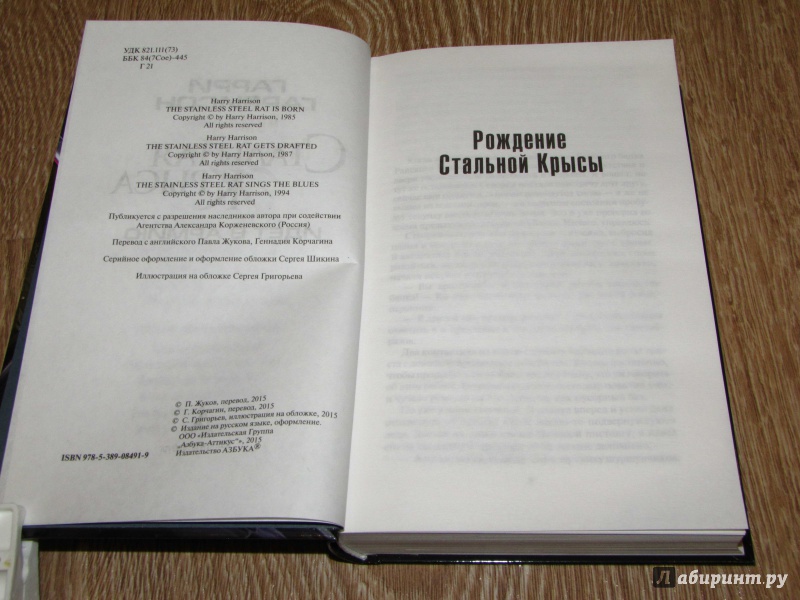 УДК 821.111(73)
ББК 84(7Сое)-445
Г 21
Harry Harrison
THE STAINLESS STEEL RAT IS BORN
Copyright © by Harry Harrison, 1985
All rights reserved
Harry Harrison
THE STAINLESS STEEL RAT GETS DRAFTED
Copyright © by Harry Harrison, 1987
All rights reserved
Harry Harrison
THE STAINLESS STEEL RAT SINGS THE BLUES
Copyright © by Harry Harrison, 1994
All rights reserved
Публикуется с разрешения наследников автора при содействии
Агентства Александра Корженевского (Россия)
Перевод с английского Павла Жукова, Геннадия Корчагина
Серийное оформление и оформление обложки Сергея Шикина
Иллюстрация на обложке Сергея Григорьева
© П. Жуков, перевод, 2015
© Г. Корчагин, перевод, 2015
© С. Григорьев, иллюстрация на обложке, 2015
© Издание на русском языке, оформление.
ООО «Издательская Группа
„Азбука-Аттикус“», 2015
Издательство АЗБУКА®
ISBN 978-5-389-08491-9
Рождение
Стальной Крысы
Лабиринт.ру